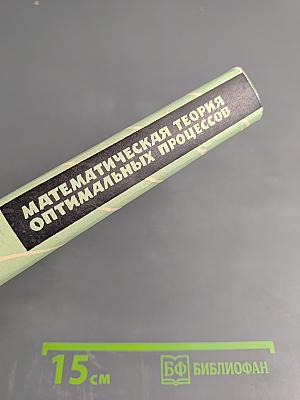 МАТЕМАТИЧЕСКАЯ ТЕОРИЯ
ОПТИМАЛЬНЫХ ПРОЦЕССОВ
15 СМ
БФ БИБЛИОФАН